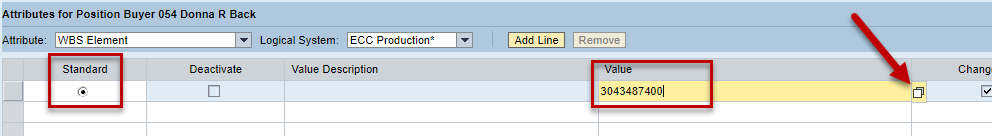 Attributes for Position Buyer 054 Donna R Back
Attribute: WBS Element Logical System: ECC Production* Add Line Remove
Standard Deactivate Value Description Value Change
3043487400